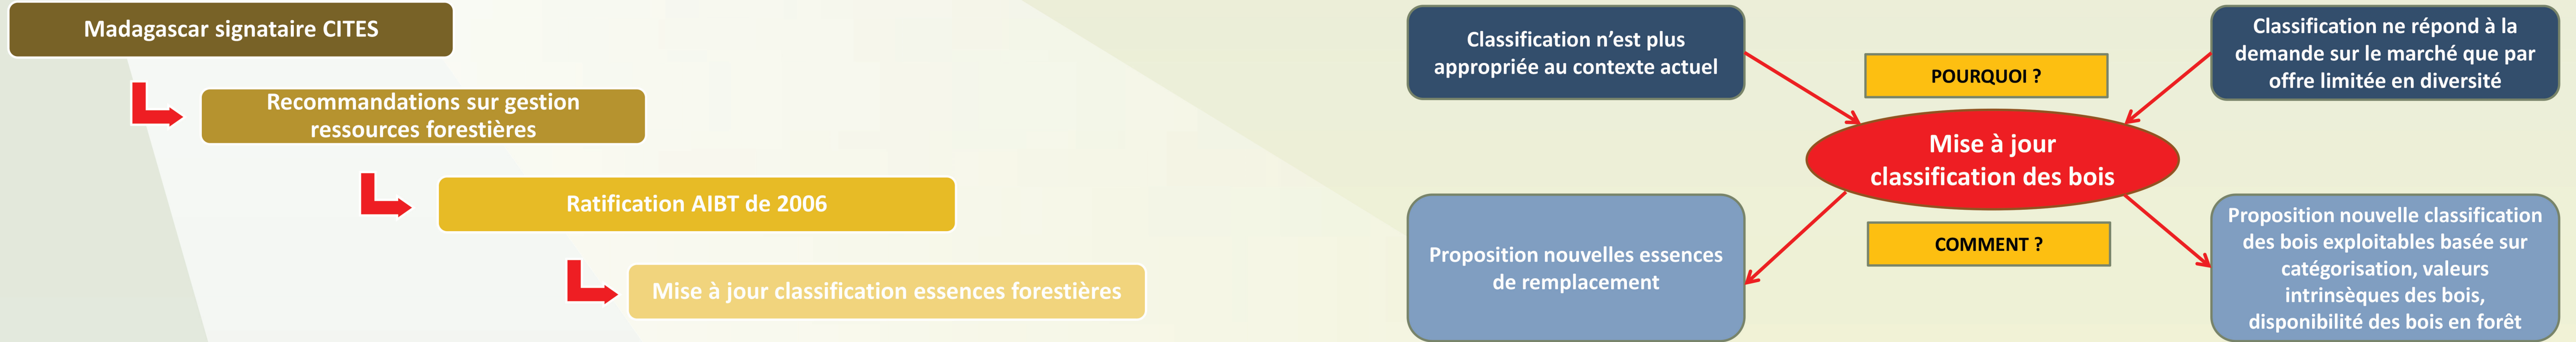 Madagascar signataire CITES
Recommandations sur gestion
ressources forestières
Ratification AIBT de 2006
Mise à jour classification essences forestières
Classification n’est plus
appropriée au contexte actuel
POURQUOI ?
Classification ne répond à la
demande sur le marché que par
offre limitée en diversité
Mise à jour
classification des bois
COMMENT ?
Proposition nouvelles essences
de remplacement
Proposition nouvelle classification
des bois exploitables basée sur
catégorisation, valeurs
intrinsèques des bois,
disponibilité des bois en forêt